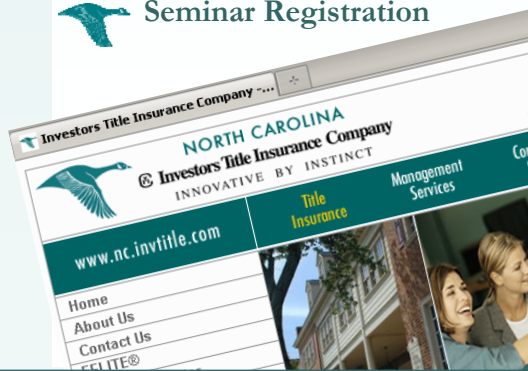 Seminar Registration
Investors Title Insurance Company -...
NORTH CAROLINA
Investors Title Insurance Company
INNOVATIVE BY INSTINCT
www.nc.invtitle.com
Title
Insurance
Management
Services
Home
About Us
Contact Us
EFLITE®